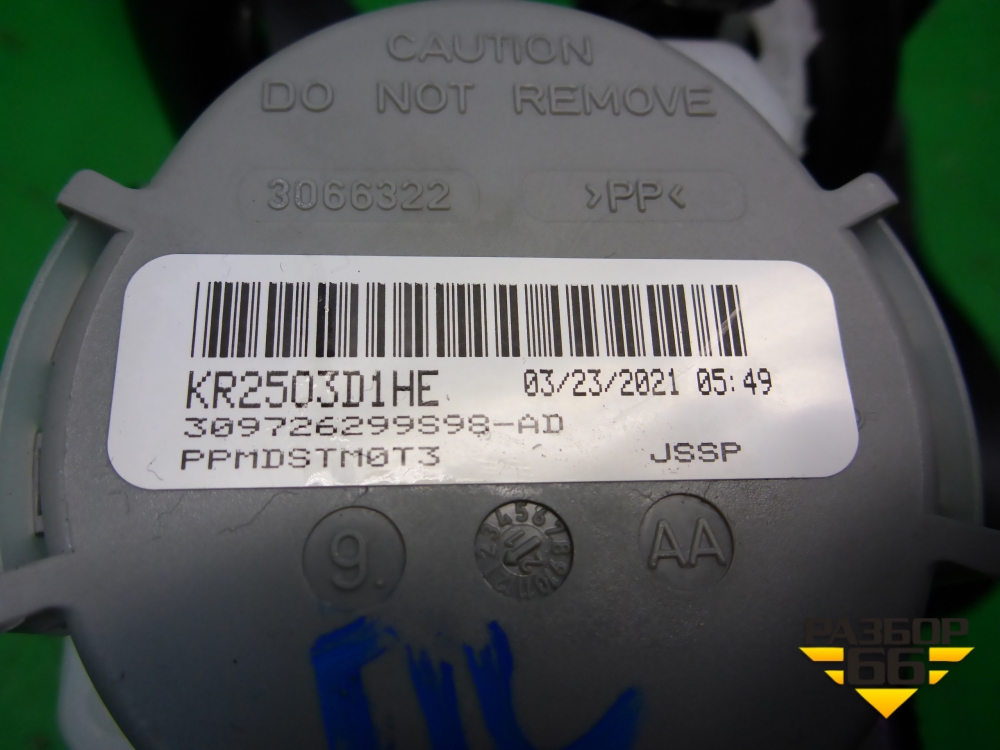 CAUTION
DO NOT REMOVE
3066322 >PP<
KR2503D1HE 03/23/2021 05:49
309726299S98-AD
PPMDSTM0T3 JSSP
9. AA
РАЗБОР
66